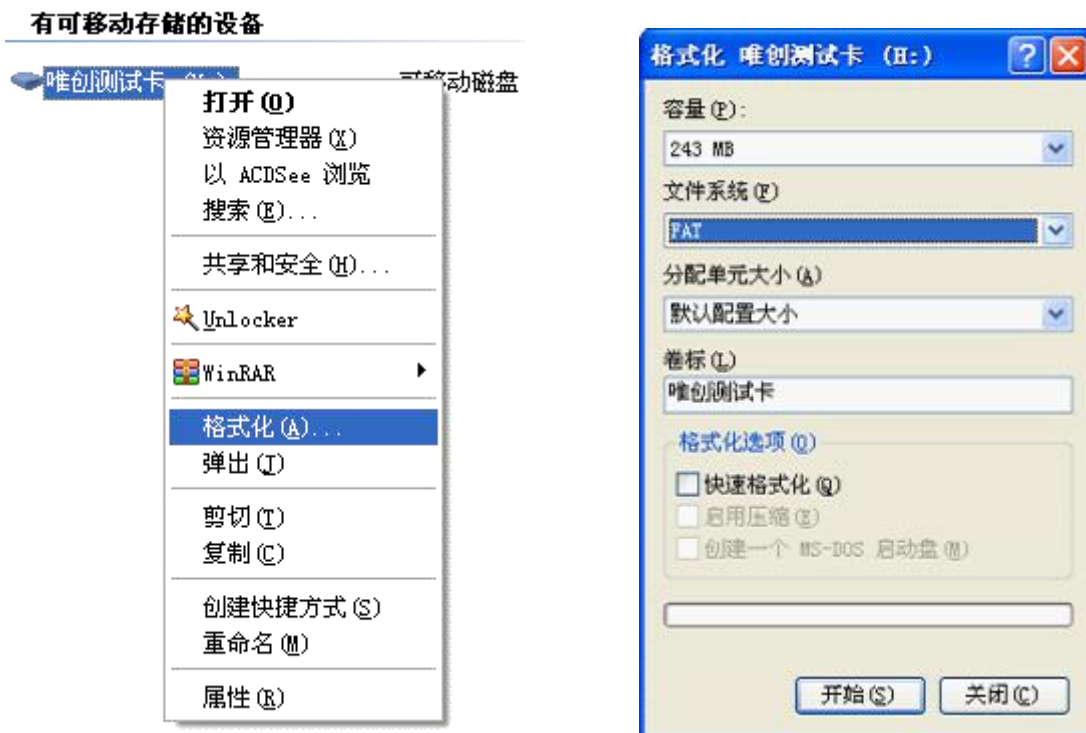 有可移动存储的设备
唯创测试卡
可移动磁盘
打开(O)
资源管理器(X)
以 ACDSee 浏览
搜索(E)...
共享和安全(H)...
Unlocker
WinRAR
格式化(A)...
弹出(J)
剪切(T)
复制(C)
创建快捷方式(S)
重命名(M)
属性(R)
格式化 唯创测试卡 (H:)
容量(P):
243 MB
文件系统(F)
FAT
分配单元大小(A)
默认配置大小
卷标(L)
唯创测试卡
格式化选项(O)
快速格式化(Q)
启用压缩(E)
创建一个 MS-DOS 启动盘(M)
开始(S)
关闭(C)